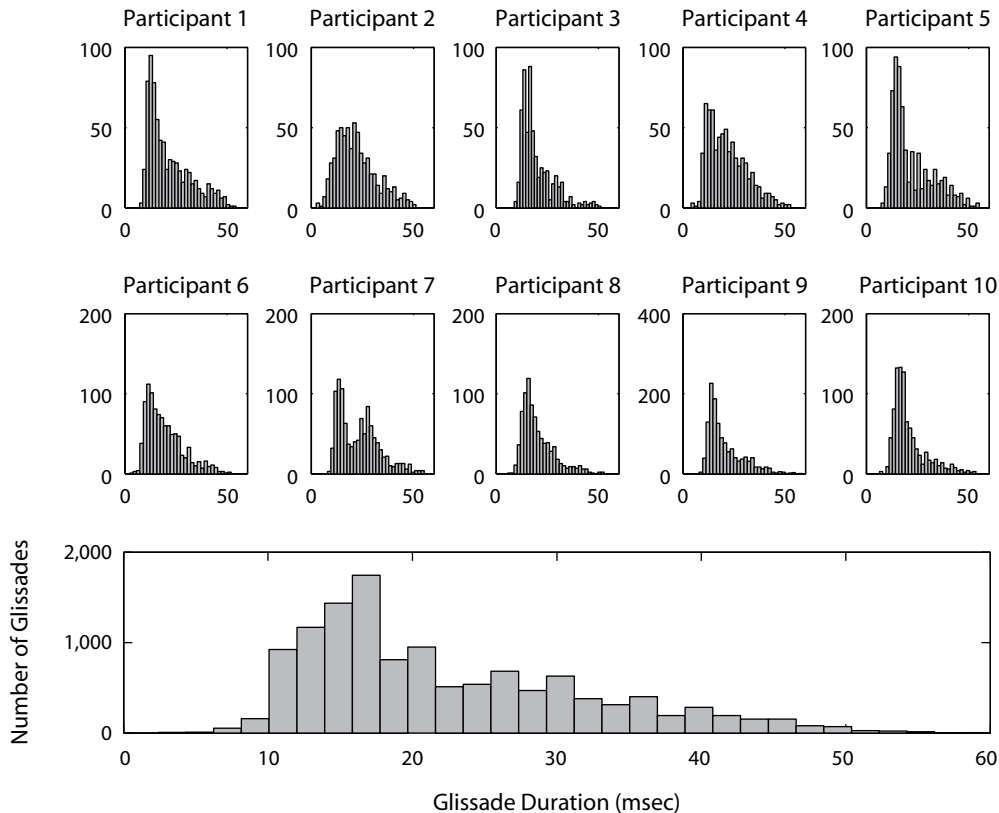 Participant 1 Participant 2 Participant 3 Participant 4 Participant 5
100 100 100 100 100
50 50 50 50 50
0 0 0 0 0
0 50 0 50 0 50 0 50 0 50
Participant 6 Participant 7 Participant 8 Participant 9 Participant 10
200 200 200 400 200
100 100 100 200 100
0 0 0 0 0
0 50 0 50 0 50 0 50 0 50
Number of Glissades
2,000
1,000
0
0 10 20 30 40 50 60
Glissade Duration (msec)